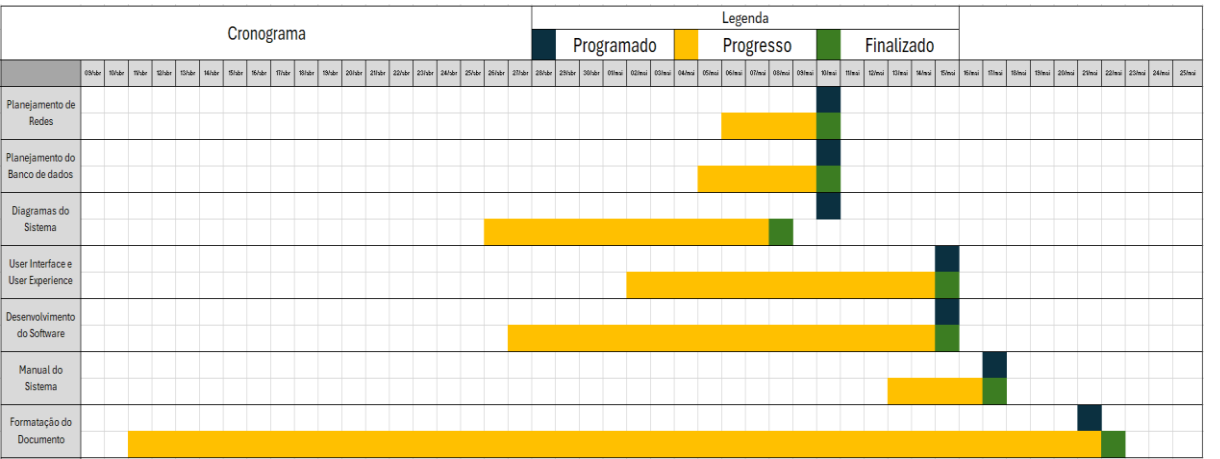 Cronograma
Legenda
Programado
Progresso
Finalizado
09/abr 10/abr 11/abr 12/abr 13/abr 14/abr 15/abr 16/abr 17/abr 18/abr 19/abr 20/abr 21/abr 22/abr 23/abr 24/abr 25/abr 26/abr 27/abr 28/abr 29/abr 30/abr 01/mai 02/mai 03/mai 04/mai 05/mai 06/mai 07/mai 08/mai 09/mai 10/mai 11/mai 12/mai 13/mai 14/mai 15/mai 16/mai 17/mai 18/mai 19/mai 20/mai 21/mai 22/mai 23/mai 24/mai 25/mai
Planejamento de
Redes
Planejamento do
Banco de dados
Diagramas do
Sistema
User Interface e
User Experience
Desenvolvimento
do Software
Manual do
Sistema
Formatação do
Documento